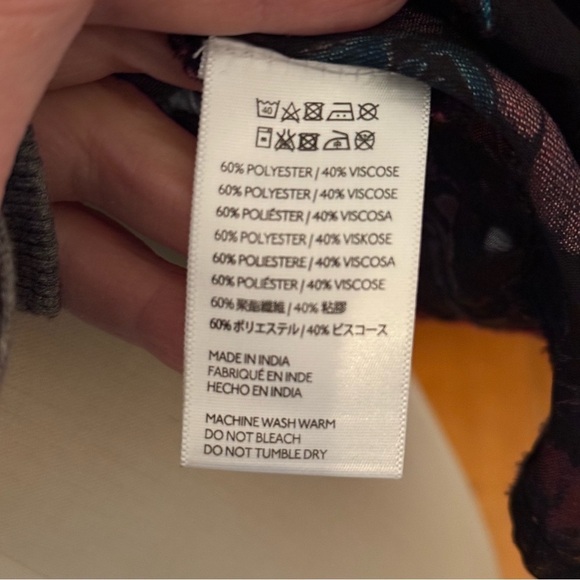 40
60% POLYESTER / 40% VISCOSE
60% POLYESTER / 40% VISCOSE
60% POLIÉSTER / 40% VISCOSA
60% POLYESTER / 40% VISKOSE
60% POLIESTERE / 40% VISCOSA
60% POLIÉSTER / 40% VISCOSE
60% 聚酯纖維 / 40% 粘膠
60% ポリエステル / 40% ビスコース
MADE IN INDIA
FABRIQUÉ EN INDE
HECHO EN INDIA
MACHINE WASH WARM
DO NOT BLEACH
DO NOT TUMBLE DRY